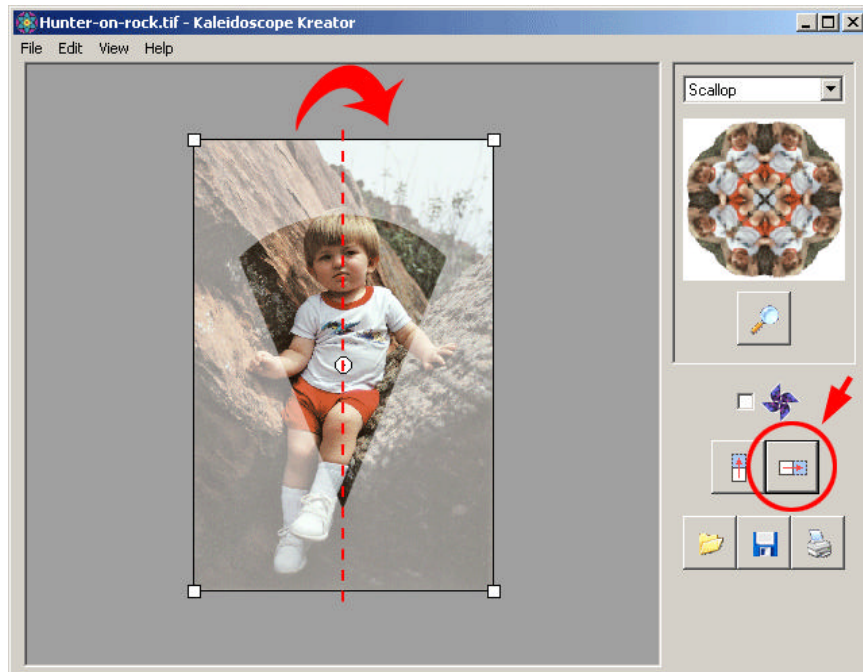 Hunter-on-rock.tif - Kaleidoscope Kreator
File Edit View Help
Scallop